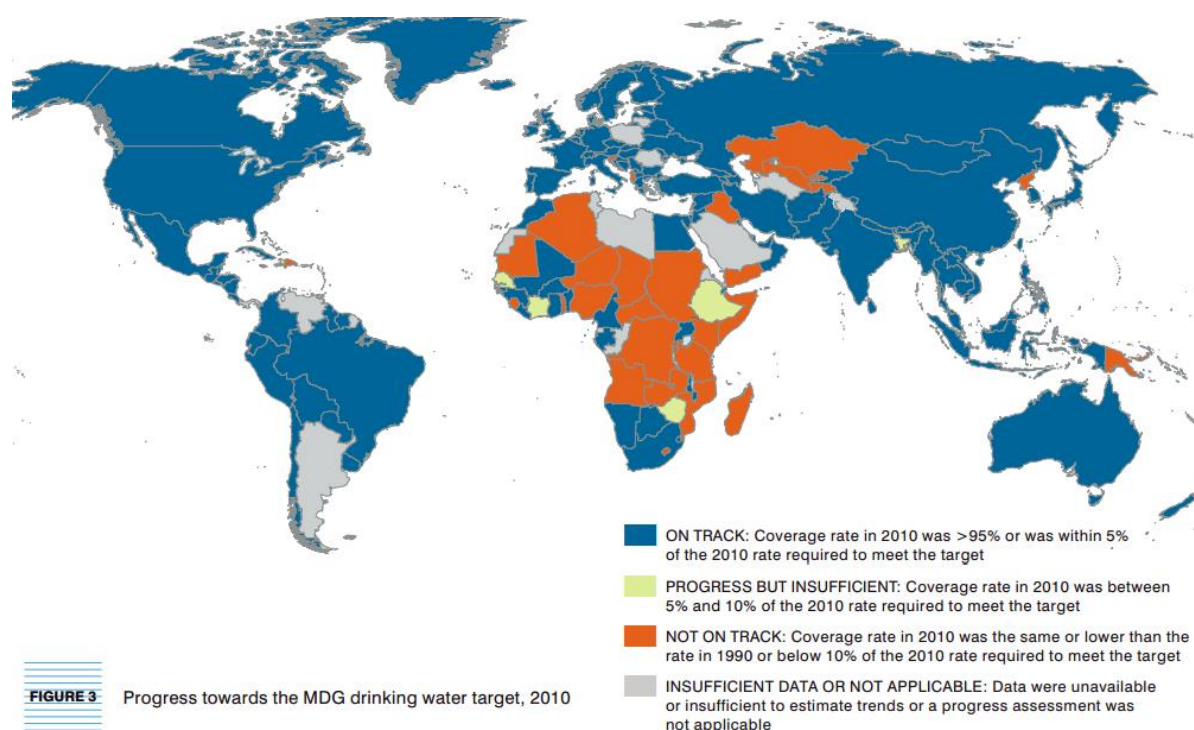 ON TRACK: Coverage rate in 2010 was >95% or was within 5%
of the 2010 rate required to meet the target
PROGRESS BUT INSUFFICIENT: Coverage rate in 2010 was between
5% and 10% of the 2010 rate required to meet the target
NOT ON TRACK: Coverage rate in 2010 was the same or lower than the
rate in 1990 or below 10% of the 2010 rate required to meet the target
INSUFFICIENT DATA OR NOT APPLICABLE: Data were unavailable
or insufficient to estimate trends or a progress assessment was
not applicable
FIGURE 3 Progress towards the MDG drinking water target, 2010